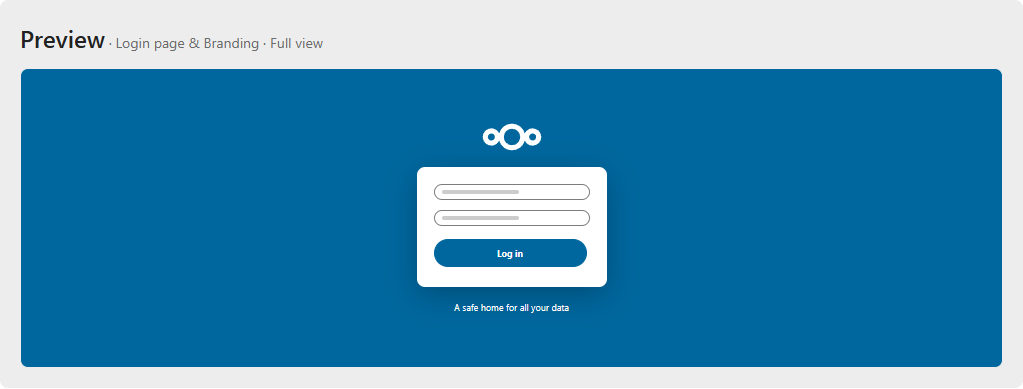 Preview · Login page & Branding · Full view
Log in
A safe home for all your data